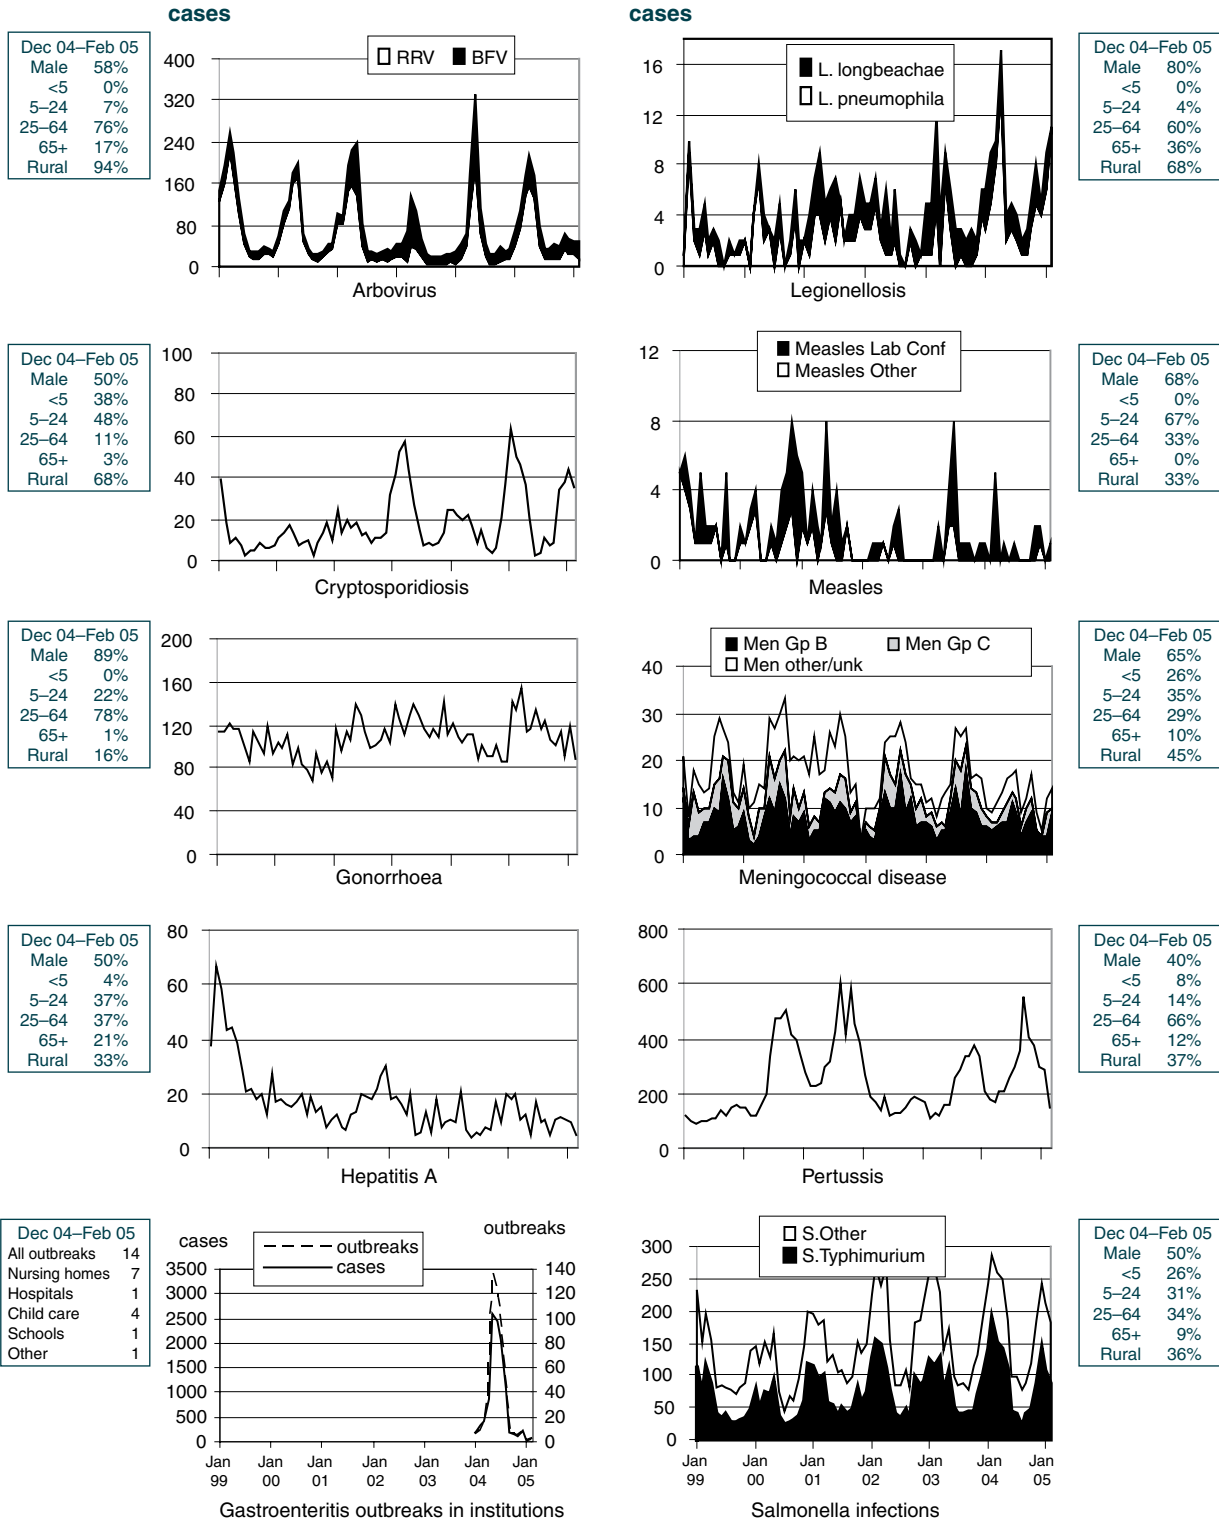 cases
Dec 04–Feb 05
Male 58%
<5 0%
5–24 7%
25–64 76%
65+ 17%
Rural 94%
RRV BFV
400
320
240
160
80
0
Arbovirus
Dec 04–Feb 05
Male 50%
<5 38%
5–24 48%
25–64 11%
65+ 3%
Rural 68%
100
80
60
40
20
0
Cryptosporidiosis
Dec 04–Feb 05
Male 89%
<5 0%
5–24 22%
25–64 78%
65+ 1%
Rural 16%
200
160
120
80
40
0
Gonorrhoea
Dec 04–Feb 05
Male 50%
<5 4%
5–24 37%
25–64 37%
65+ 21%
Rural 33%
80
60
40
20
0
Hepatitis A
Dec 04–Feb 05
All outbreaks 14
Nursing homes 7
Hospitals 1
Child care 4
Schools 1
Other 1
cases
outbreaks
outbreaks
cases
3500
3000
2500
2000
1500
1000
500
0
140
120
100
80
60
40
20
0
Jan Jan Jan Jan Jan Jan Jan
99 00 01 02 03 04 05
Gastroenteritis outbreaks in institutions
cases
L. longbeachae
L. pneumophila
16
12
8
4
0
Legionellosis
Dec 04–Feb 05
Male 80%
<5 0%
5–24 4%
25–64 60%
65+ 36%
Rural 68%
Measles Lab Conf
Measles Other
12
8
4
0
Measles
Dec 04–Feb 05
Male 68%
<5 0%
5–24 67%
25–64 33%
65+ 0%
Rural 33%
Men Gp B Men Gp C
Men other/unk
40
30
20
10
0
Meningococcal disease
Dec 04–Feb 05
Male 65%
<5 26%
5–24 35%
25–64 29%
65+ 10%
Rural 45%
800
600
400
200
0
Pertussis
Dec 04–Feb 05
Male 40%
<5 8%
5–24 14%
25–64 66%
65+ 12%
Rural 37%
S.Other
S.Typhimurium
300
250
200
150
100
50
0
Jan Jan Jan Jan Jan Jan Jan
99 00 01 02 03 04 05
Salmonella infections
Dec 04–Feb 05
Male 50%
<5 26%
5–24 31%
25–64 34%
65+ 9%
Rural 36%